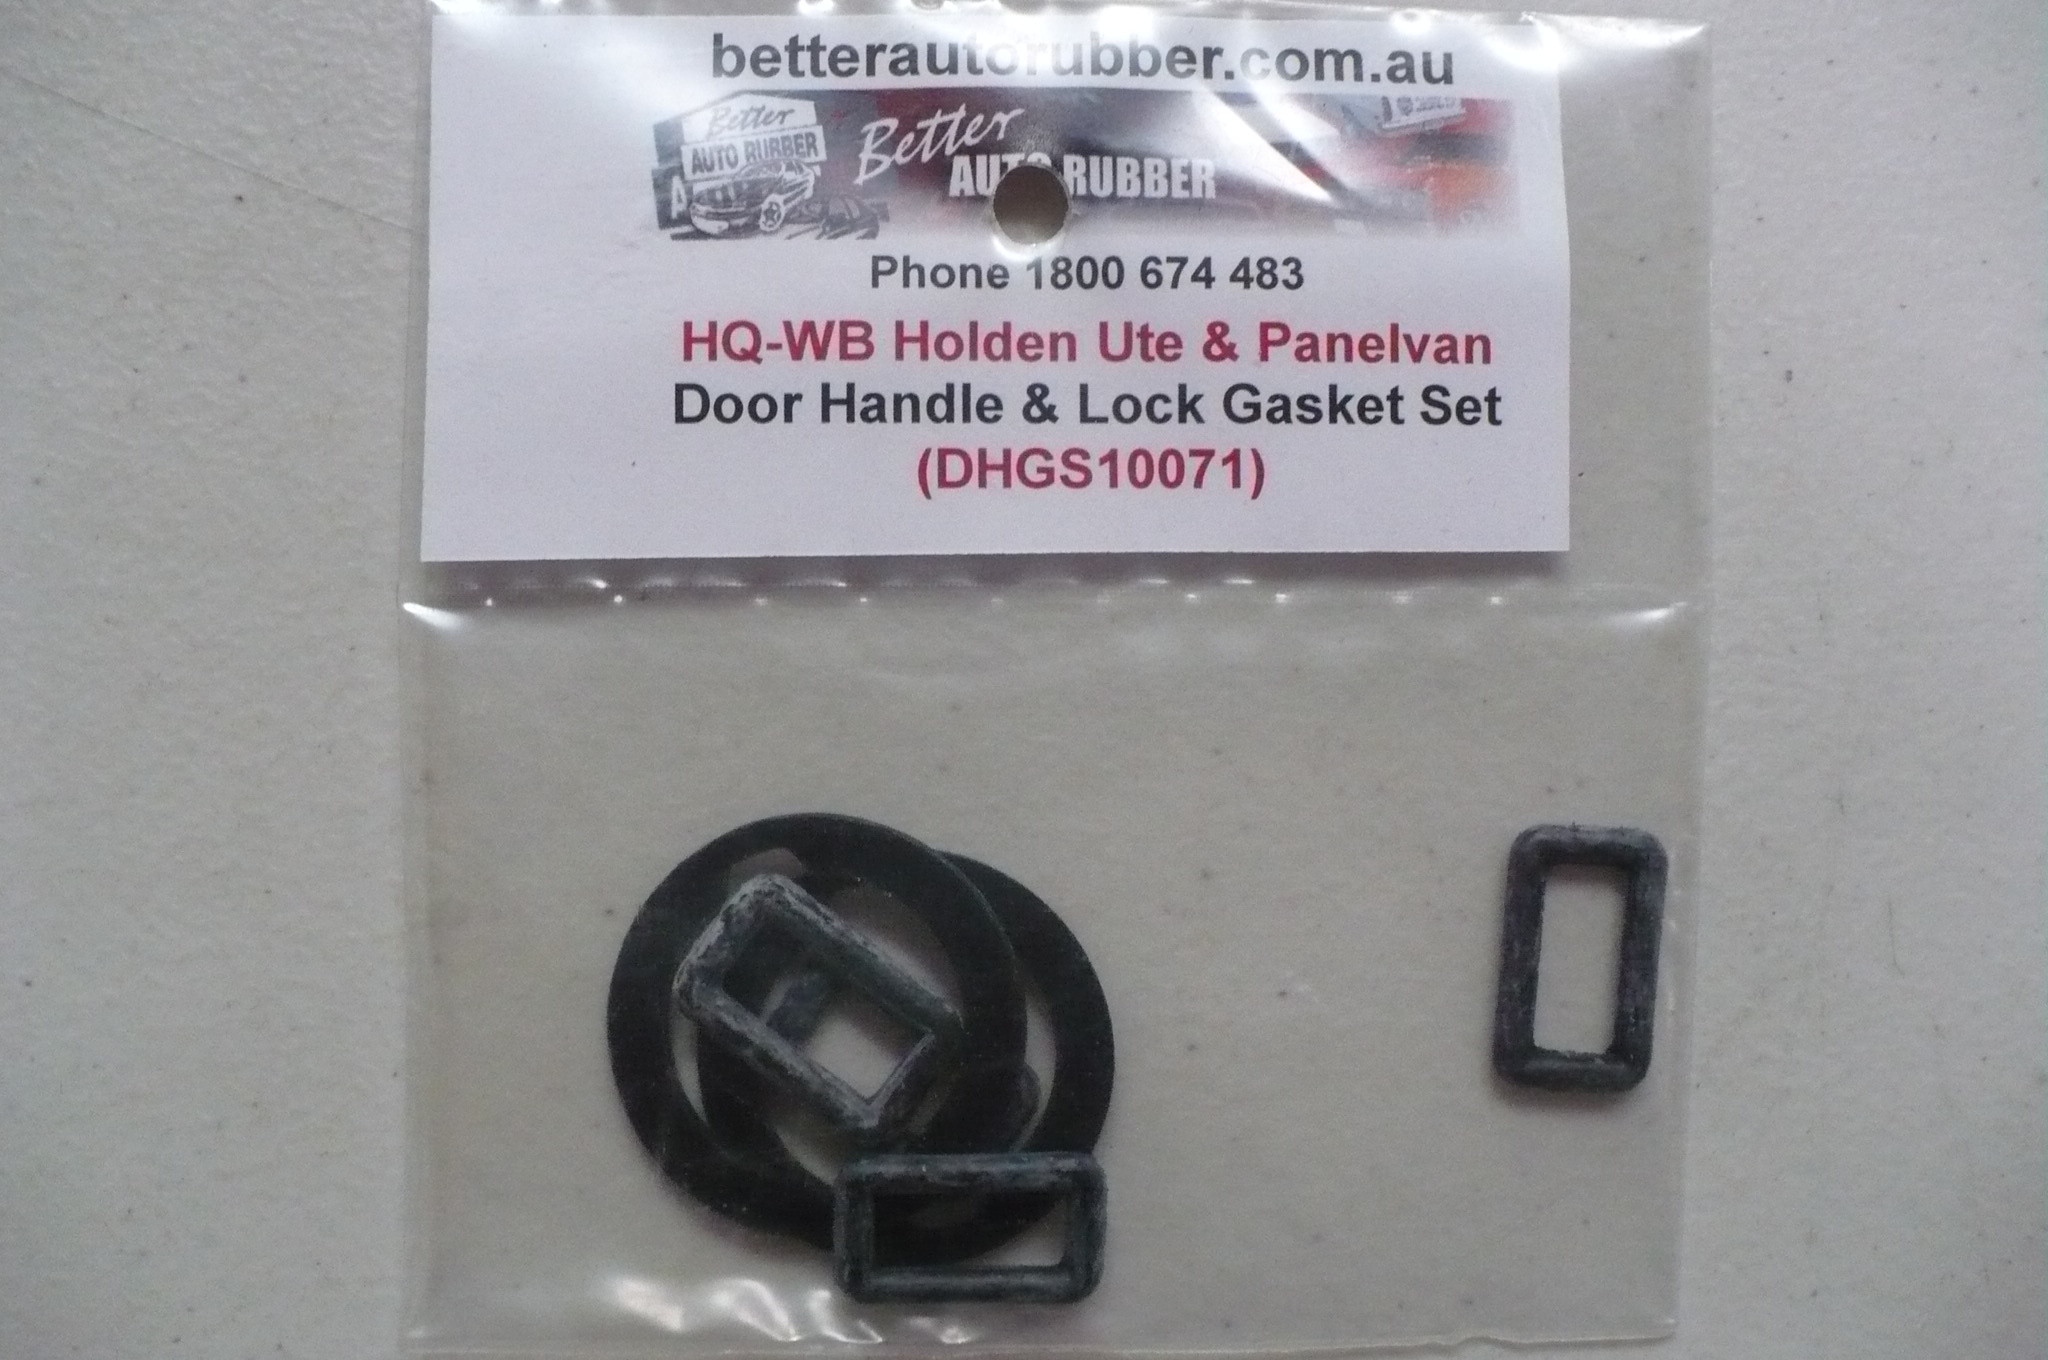 betterautorubber.com.au
Better
AUTO RUBBER
Better
AUTO RUBBER
Phone 1800 674 483
HQ-WB Holden Ute & Panelvan
Door Handle & Lock Gasket Set
(DHGS10071)